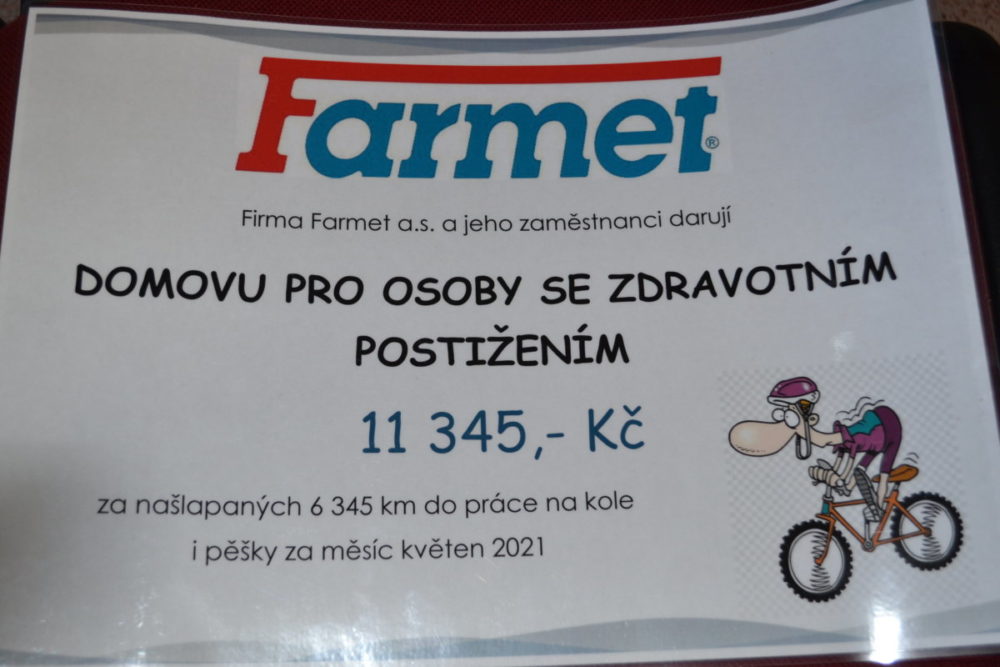 Farmet®
Firma Farmet a.s. a jeho zaměstnanci darují
DOMOVU PRO OSOBY SE ZDRAVOTNÍM
POSTIŽENÍM
11 345,- Kč
za našlapaných 6 345 km do práce na kole
i pěšky za měsíc květen 2021